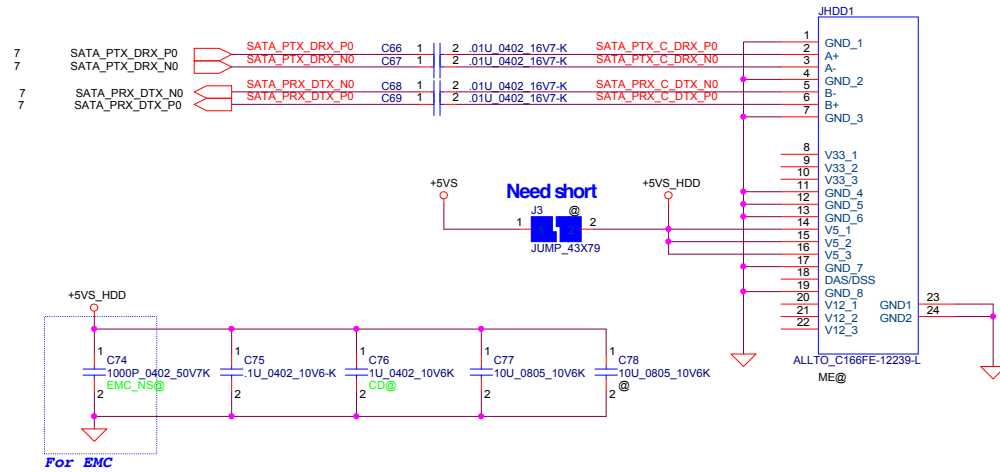 JHDD1
7 SATA_PTX_DRX_P0 SATA_PTX_DRX_P0 C66 1 2 .01U_0402_16V7-K SATA_PTX_C_DRX_P0
7 SATA_PTX_DRX_N0 SATA_PTX_DRX_N0 C67 1 2 .01U_0402_16V7-K SATA_PTX_C_DRX_N0
7 SATA_PRX_DTX_N0 SATA_PRX_DTX_N0 C68 1 2 .01U_0402_16V7-K SATA_PRX_C_DTX_N0
7 SATA_PRX_DTX_P0 SATA_PRX_DTX_P0 C69 1 2 .01U_0402_16V7-K SATA_PRX_C_DTX_P0
1 GND_1
2 A+
3 A-
4 GND_2
5 B-
6 B+
7 GND_3
8 V33_1
9 V33_2
10 V33_3
11 GND_4
12 GND_5
13 GND_6
14 V5_1
15 V5_2
16 V5_3
17 GND_7
18 DAS/DSS
19 GND_8
20 V12_1
21 V12_2
22 V12_3
GND1 23
GND2 24
ALLTO_C166FE-12239-L
ME@
+5VS
Need short
+5VS_HDD
J3 @
1 1 2 2
JUMP_43X79
+5VS_HDD
1 C74
1000P_0402_50V7K
EMC_NS@
2
1 C75
.1U_0402_10V6-K
2
1 C76
1U_0402_10V6K
CD@
2
1 C77
10U_0805_10V6K
2
1 C78
10U_0805_10V6K
@
2
For EMC